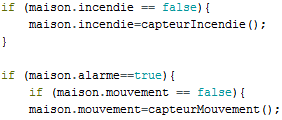 if (maison.incendie == false){
maison.incendie=capteurIncendie();
}
if (maison.alarme==true){
if (maison.mouvement == false){
maison.mouvement=capteurMouvement();